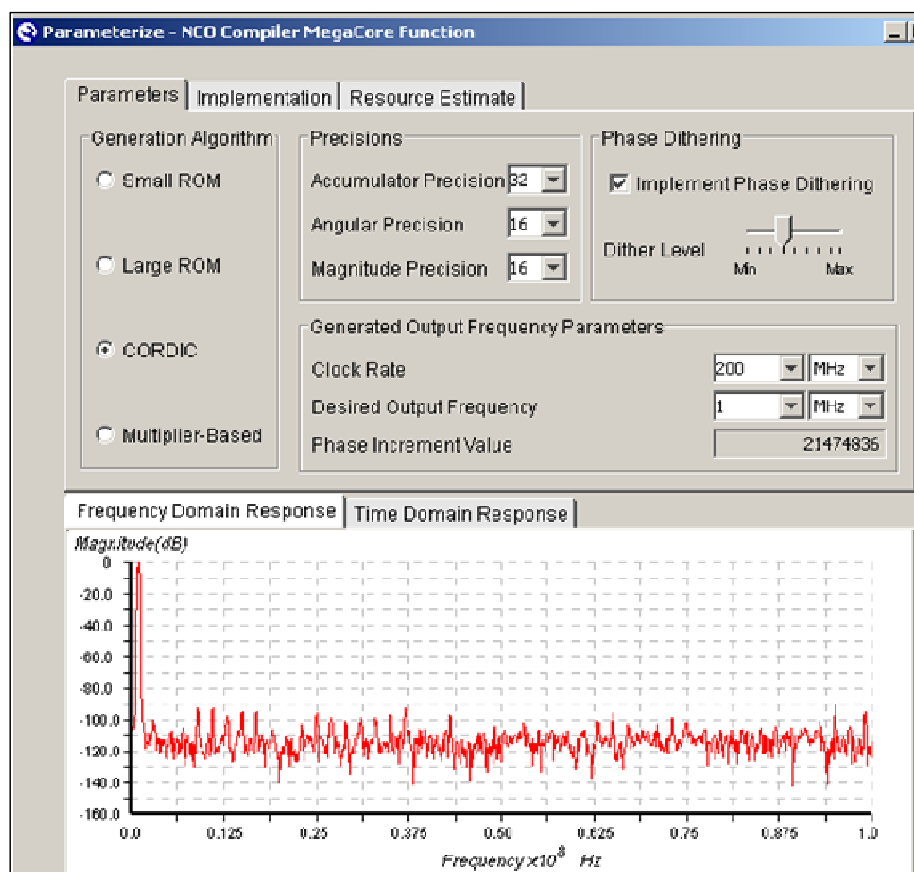 Parameterize - NCO Compiler MegaCore Function
Parameters Implementation Resource Estimate
Generation Algorithm
Small ROM
Large ROM
CORDIC
Multiplier-Based
Precisions
Accumulator Precision 32
Angular Precision 16
Magnitude Precision 16
Phase Dithering
Implement Phase Dithering
Dither Level
Min Max
Generated Output Frequency Parameters
Clock Rate 200 MHz
Desired Output Frequency 1 MHz
Phase Increment Value 21474836
Frequency Domain Response Time Domain Response
Magnitude(dB)
0
-20.0
-40.0
-60.0
-80.0
-100.0
-120.0
-140.0
-160.0
0.0 0.125 0.25 0.375 0.50 0.625 0.75 0.875 1.0
Frequency x10^8 Hz